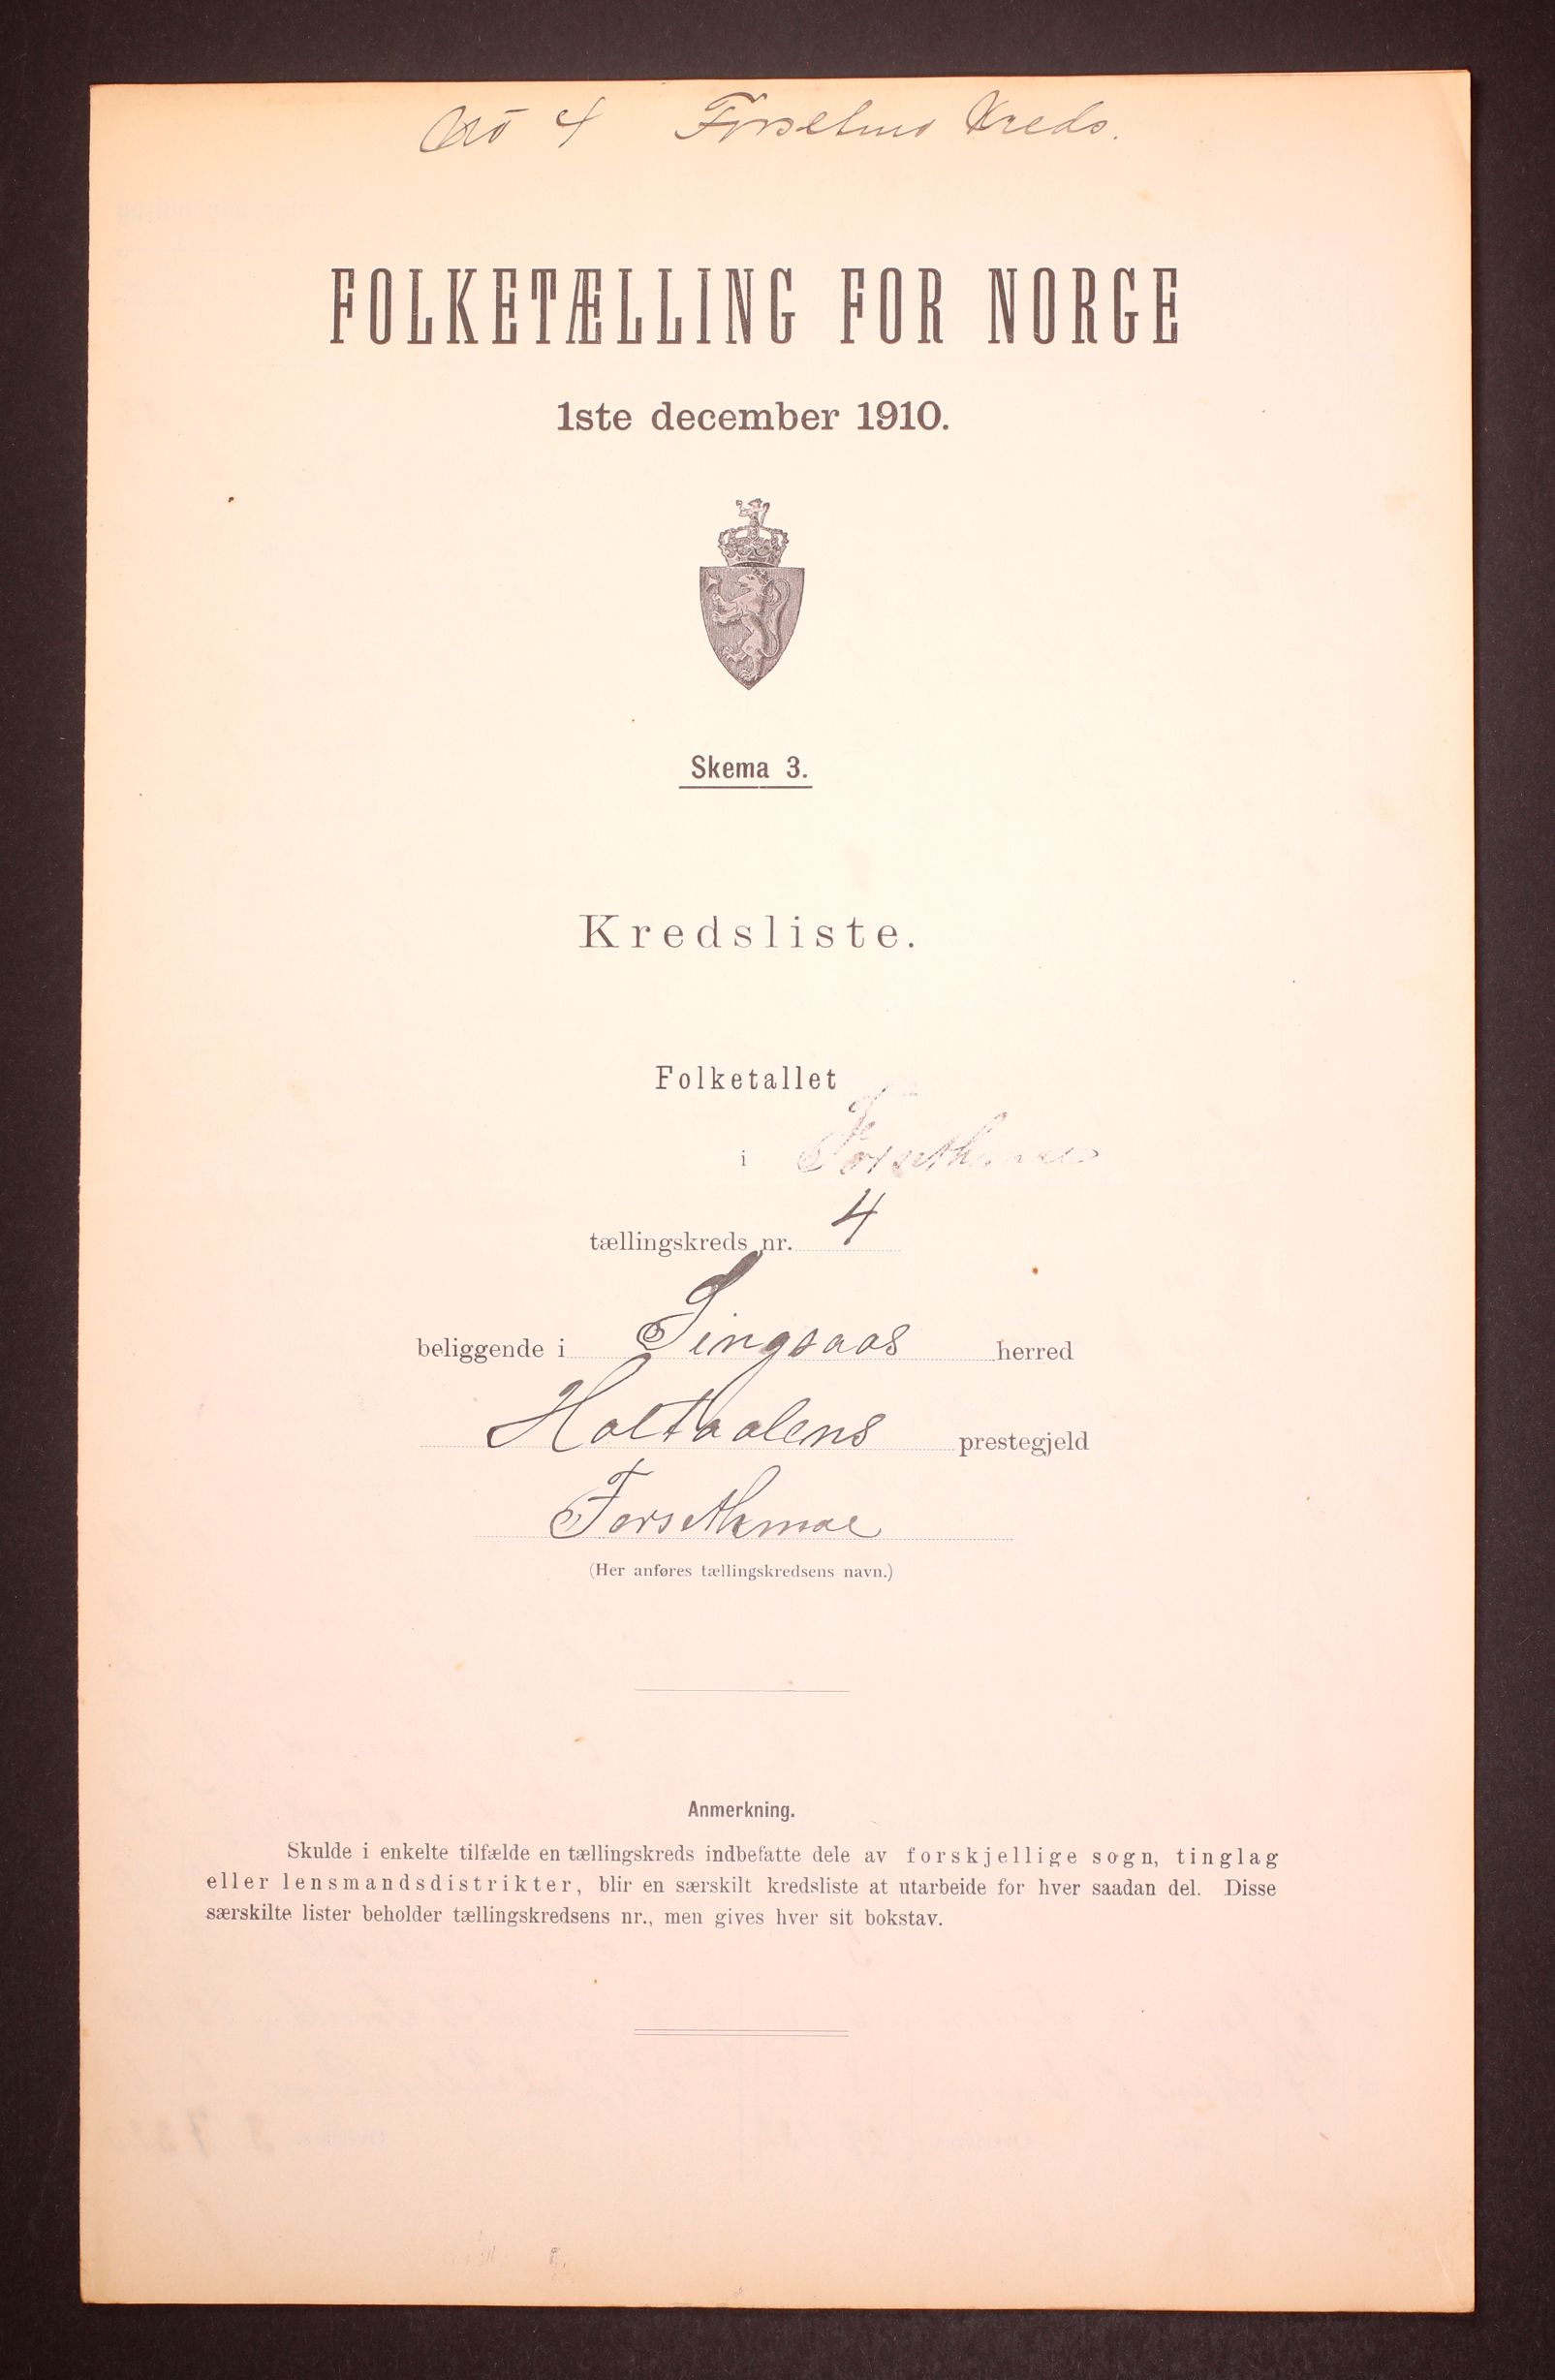 No 4 Forsetmo Kreds.
FOLKETÆLLING FOR NORGE
1ste december 1910.
Skema 3.
Kredsliste.
Folketallet
i Forsethmoe
tællingskreds nr. 4
beliggende i Singsaas herred
Holtaalens prestegjeld
Forsethmoe
(Her anføres tællingskredsens navn.)
Anmerkning.
Skulde i enkelte tilfælde en tællingskreds indbefatte dele av forskjellige sogn, tinglag
eller lensmandsdistrikter, blir en særskilt kredsliste at utarbeide for hver saadan del. Disse
særskilte lister beholder tællingskredsens nr., men gives hver sit bokstav.